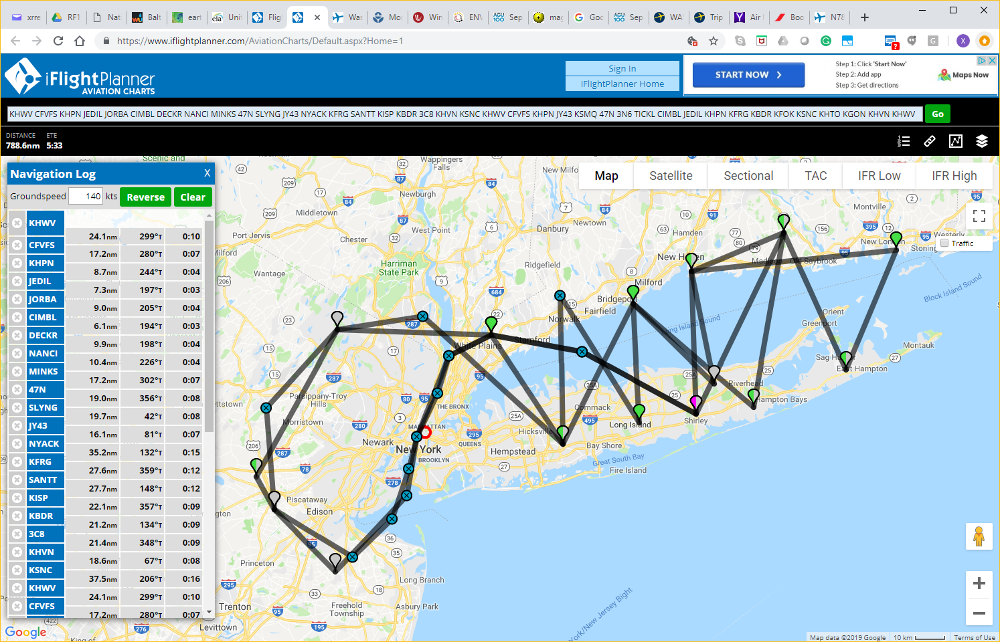 xrre
RF1
Nat
Balt
eart
eia Unit
Flig
Was
Mor
Win
ENV
AGU 100 Sep
mag
Goo
AGU 100 Sep
WAS
Trip
Air
Boo
N78
https://www.iflightplanner.com/AviationCharts/Default.aspx?Home=1
iFlightPlanner
AVIATION CHARTS
Sign In
iFlightPlanner Home
START NOW >
Step 1: Click 'Start Now'
Step 2: Add app
Step 3: Get directions
Maps Now
KHWV CFVFS KHPN JEDIL JORBA CIMBL DECKR NANCI MINKS 47N SLYNG JY43 NYACK KFRG SANTT KISP KBDR 3C8 KHVN KSNC KHWV CFVFS KHPN JY43 KSMQ 47N 3N6 TICKL CIMBL JEDIL KHPN KFRG KBDR KFOK KSNC KHTO KGON KHVN KHWV
Go
DISTANCE ETE
788.6nm 5:33
Navigation Log X
Groundspeed 140 kts Reverse Clear
KHWV
24.1nm 299°T 0:10
CFVFS
17.2nm 280°T 0:07
KHPN
8.7nm 244°T 0:04
JEDIL
7.3nm 197°T 0:03
JORBA
9.0nm 205°T 0:04
CIMBL
6.1nm 194°T 0:03
DECKR
9.9nm 198°T 0:04
NANCI
10.4nm 226°T 0:04
MINKS
17.2nm 302°T 0:07
47N
19.0nm 356°T 0:08
SLYNG
19.7nm 42°T 0:08
JY43
16.1nm 81°T 0:07
NYACK
35.2nm 132°T 0:15
KFRG
27.6nm 359°T 0:12
SANTT
27.7nm 148°T 0:12
KISP
22.1nm 357°T 0:09
KBDR
21.2nm 134°T 0:09
3C8
21.4nm 348°T 0:09
KHVN
18.6nm 67°T 0:08
KSNC
37.5nm 206°T 0:16
KHWV
24.1nm 299°T 0:10
CFVFS
17.2nm 280°T 0:07
Map Satellite Sectional TAC IFR Low IFR High
Traffic
Scenic and
Wappingers
Falls
New Milfo
Newburgh
Middletown
Montville
Port Jervis
West Point
Danbury
Newtown
Hamden
Chester
New London
Westerly
Stoning
Milford
Harriman
State Park
Ridgefield
New Haven
Madison
Old Saybrook
Wantage
Milford
Block Island Sound
Bridgeport
Fairfield
Norwalk
Orient
Greenport
Long Island Sound
Stamford
White Plains
Montauk
Sag Harbor
East Hampton
Riverhead
Hampton Bays
Parsippany-Troy
Hills
THE BRONX
Commack
Morristown
MANHATTAN
Long Island
Shirley
Newark
New York
QUEENS
Hicksville
Bay Shore
Hempstead
BROOKLYN
Great South Bay
Fire Island
Piscataway
Edison
Princeton
Long Branch
Trenton
Freehold
Township
Asbury Park
Levittown
York/New Jersey Bight
King of
Google
Map data ©2019 Google 10 km Terms of Use